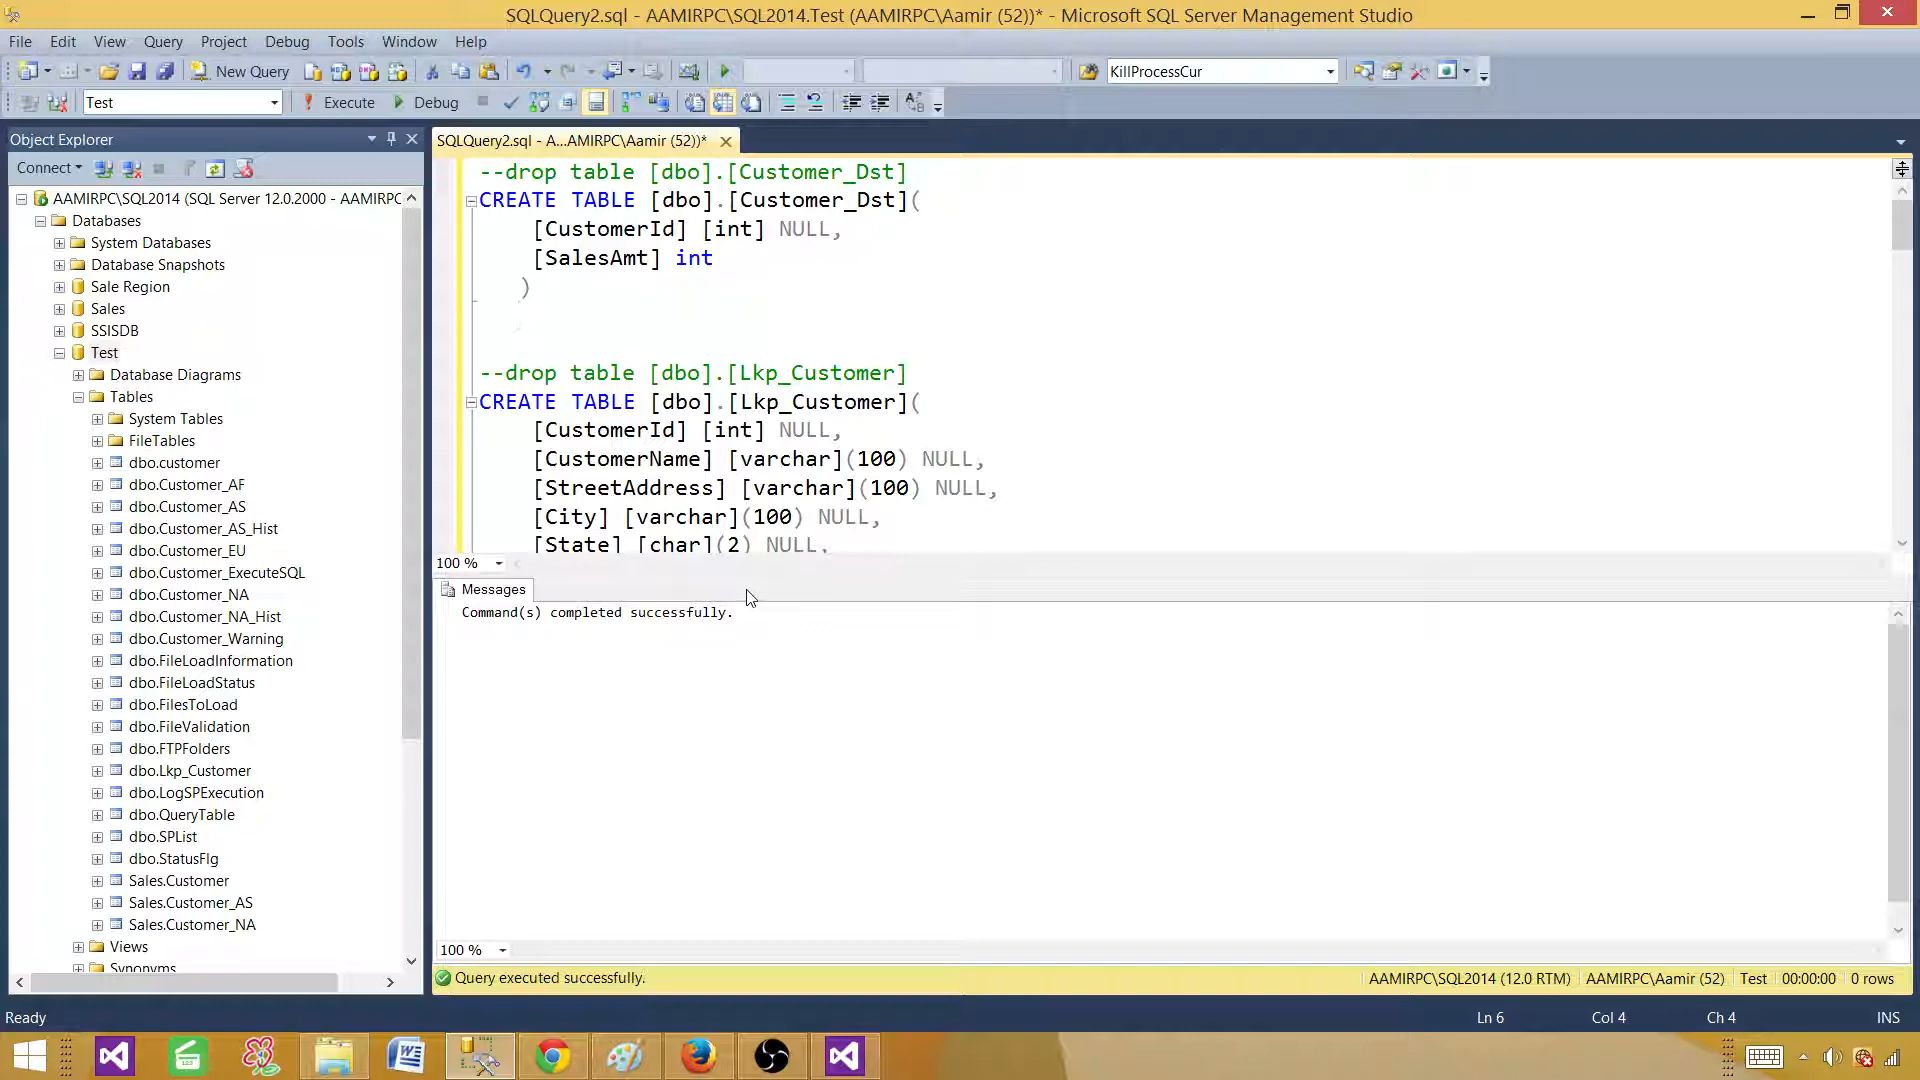 SQLQuery2.sql - AAMIRPC\SQL2014.Test (AAMIRPC\Aamir (52))* - Microsoft SQL Server Management Studio
File Edit View Query Project Debug Tools Window Help
New Query
KillProcessCur
Test
Execute
Debug
Object Explorer
Connect
AAMIRPC\SQL2014 (SQL Server 12.0.2000 - AAMIRPC
Databases
System Databases
Database Snapshots
Sale Region
Sales
SSISDB
Test
Database Diagrams
Tables
System Tables
FileTables
dbo.customer
dbo.Customer_AF
dbo.Customer_AS
dbo.Customer_AS_Hist
dbo.Customer_EU
dbo.Customer_ExecuteSQL
dbo.Customer_NA
dbo.Customer_NA_Hist
dbo.Customer_Warning
dbo.FileLoadInformation
dbo.FileLoadStatus
dbo.FilesToLoad
dbo.FileValidation
dbo.FTPFolders
dbo.Lkp_Customer
dbo.LogSPExecution
dbo.QueryTable
dbo.SPList
dbo.StatusFlg
Sales.Customer
Sales.Customer_AS
Sales.Customer_NA
Views
Synonyms
SQLQuery2.sql - A...AMIRPC\Aamir (52))*
--drop table [dbo].[Customer_Dst]
CREATE TABLE [dbo].[Customer_Dst](
[CustomerId] [int] NULL,
[SalesAmt] int
)
--drop table [dbo].[Lkp_Customer]
CREATE TABLE [dbo].[Lkp_Customer](
[CustomerId] [int] NULL,
[CustomerName] [varchar](100) NULL,
[StreetAddress] [varchar](100) NULL,
[City] [varchar](100) NULL,
[State] [char](2) NULL,
100 %
Messages
Command(s) completed successfully.
100 %
Query executed successfully.
AAMIRPC\SQL2014 (12.0 RTM) AAMIRPC\Aamir (52) Test 00:00:00 0 rows
Ready
Ln 6 Col 4 Ch 4 INS